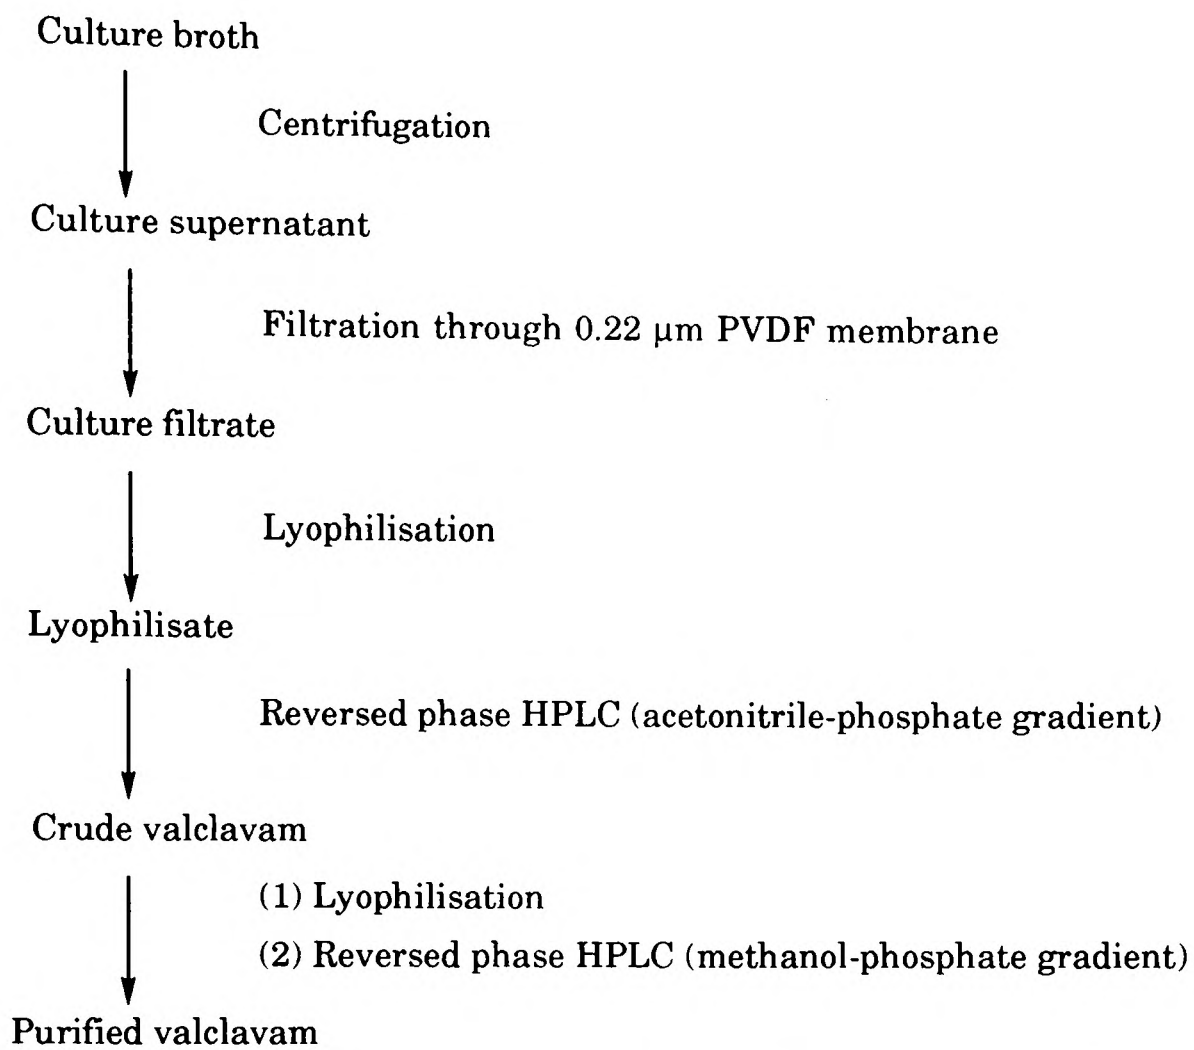 Culture broth
Centrifugation
Culture supernatant
Filtration through 0.22 μm PVDF membrane
Culture filtrate
Lyophilisation
Lyophilisate
Reversed phase HPLC (acetonitrile-phosphate gradient)
Crude valclavam
(1) Lyophilisation
(2) Reversed phase HPLC (methanol-phosphate gradient)
Purified valclavam